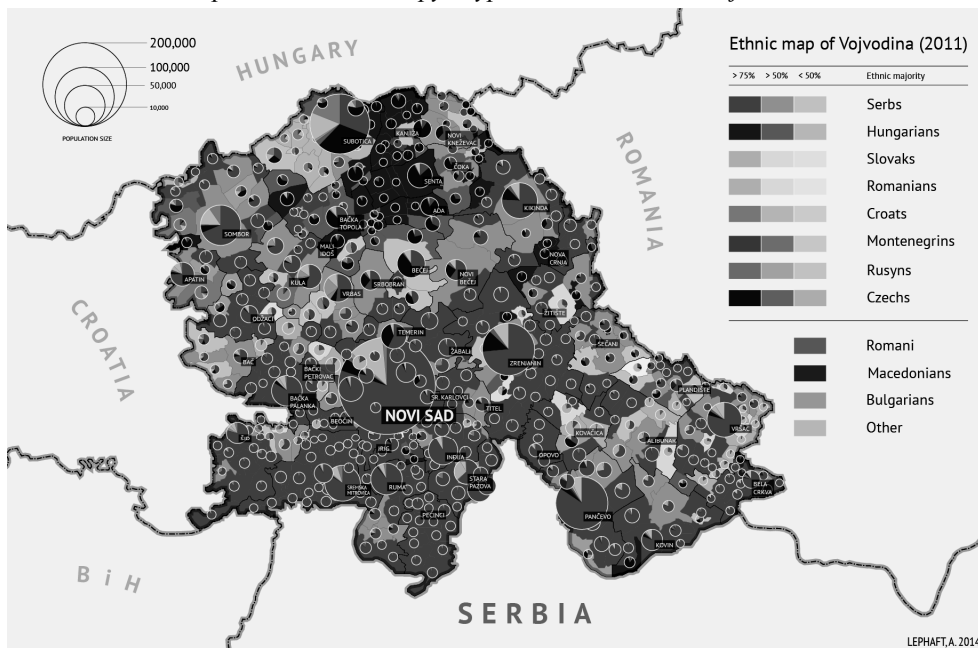 200,000
100,000
50,000
10,000
POPULATION SIZE
HUNGARY
ROMANIA
CROATIA
BiH
SERBIA
Ethnic map of Vojvodina (2011)
> 75% > 50% < 50% Ethnic majority
Serbs
Hungarians
Slovaks
Romanians
Croats
Montenegrins
Rusyns
Czechs
Romani
Macedonians
Bulgarians
Other
SUBOTICA
KANJIŽA
NOVI
KNEŽEVAC
ČOKA
SENTA
ADA
KIKINDA
SOMBOR
BAČKA
TOPOLA
MALI
IĐOŠ
BEČEJ
NOVI
BEČEJ
NOVA
CRNJA
APATIN
KULA
VRBAS
SRBOBRAN
ODŽACI
TEMERIN
ŽITIŠTE
ŽABALJ
ZRENJANIN
SEČANJ
BAČ
BAČKI
PETROVAC
BAČKA
PALANKA
SR. KARLOVCI
NOVI SAD
TITEL
BEOČIN
PLANDIŠTE
VRŠAC
KOVAČICA
ALIBUNAR
ŠID
IRIG
INĐIJA
OPOVO
SREMSKA
MITROVICA
RUMA
STARA
PAZOVA
BELA
CRKVA
PEĆINCI
PANČEVO
KOVIN
LEPHAFT, A. 2014